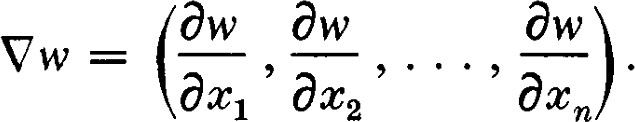 ∇w = (∂w/∂x₁, ∂w/∂x₂, . . . , ∂w/∂xₙ).